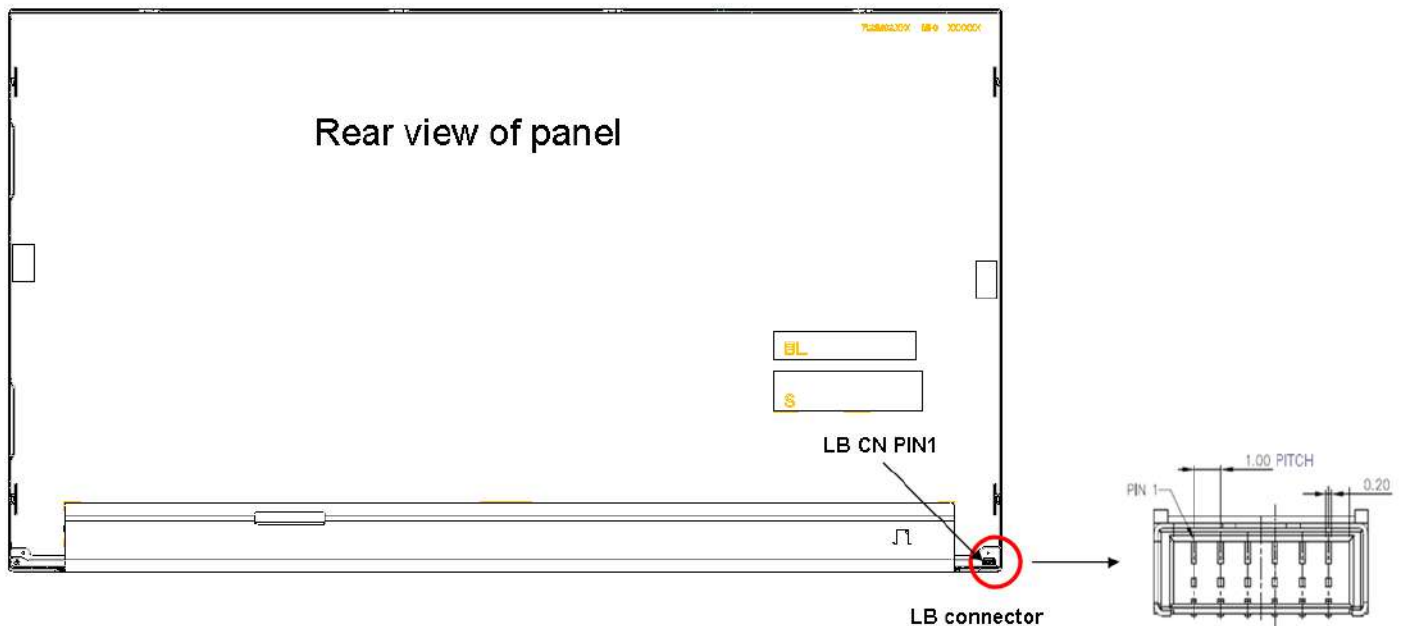 Rear view of panel
BL
S
LB CN PIN1
1.00 PITCH
PIN 1
0.20
LB connector